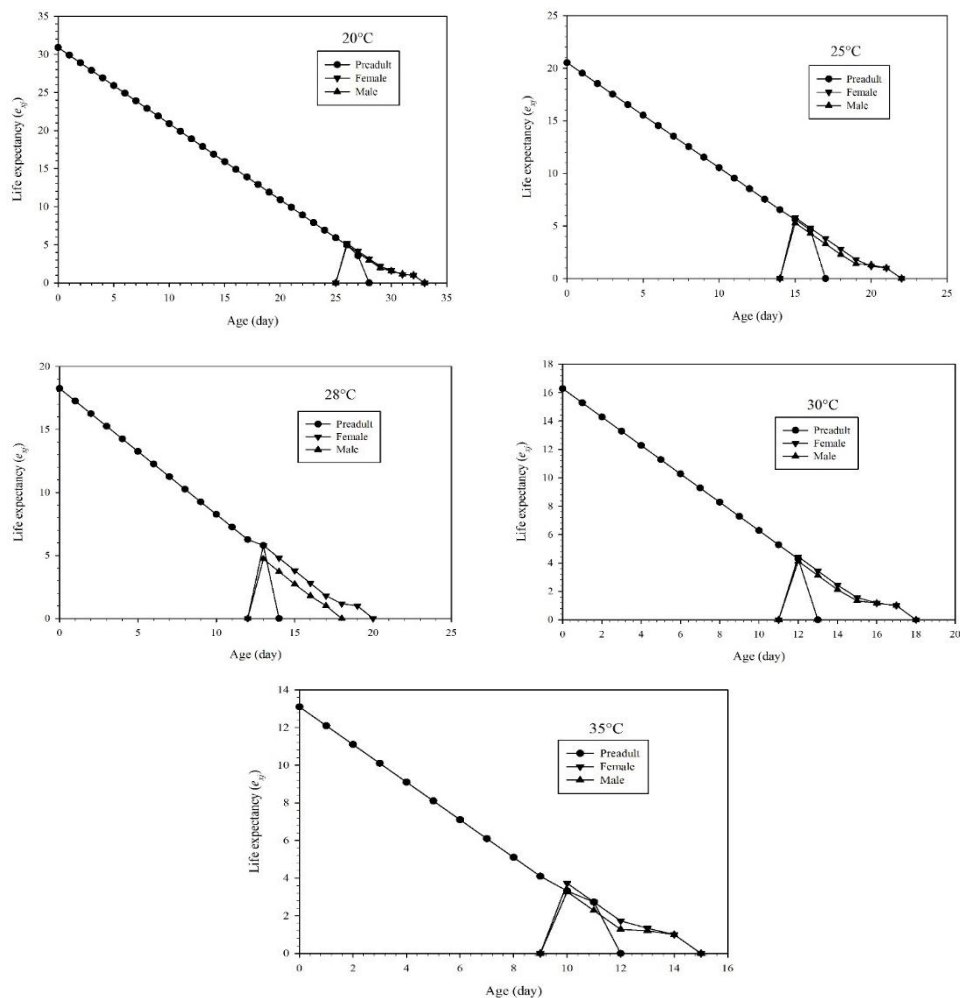 20°C
Preadult
Female
Male
Life expectancy (exj)
35
30
25
20
15
10
5
0
0 5 10 15 20 25 30 35
Age (day)
25°C
Preadult
Female
Male
Life expectancy (exj)
25
20
15
10
5
0
0 5 10 15 20 25
Age (day)
28°C
Preadult
Female
Male
Life expectancy (exj)
20
15
10
5
0
0 5 10 15 20 25
Age (day)
30°C
Preadult
Female
Male
Life expectancy (exj)
18
16
14
12
10
8
6
4
2
0
0 2 4 6 8 10 12 14 16 18 20
Age (day)
35°C
Preadult
Female
Male
Life expectancy (exj)
14
12
10
8
6
4
2
0
0 2 4 6 8 10 12 14 16
Age (day)